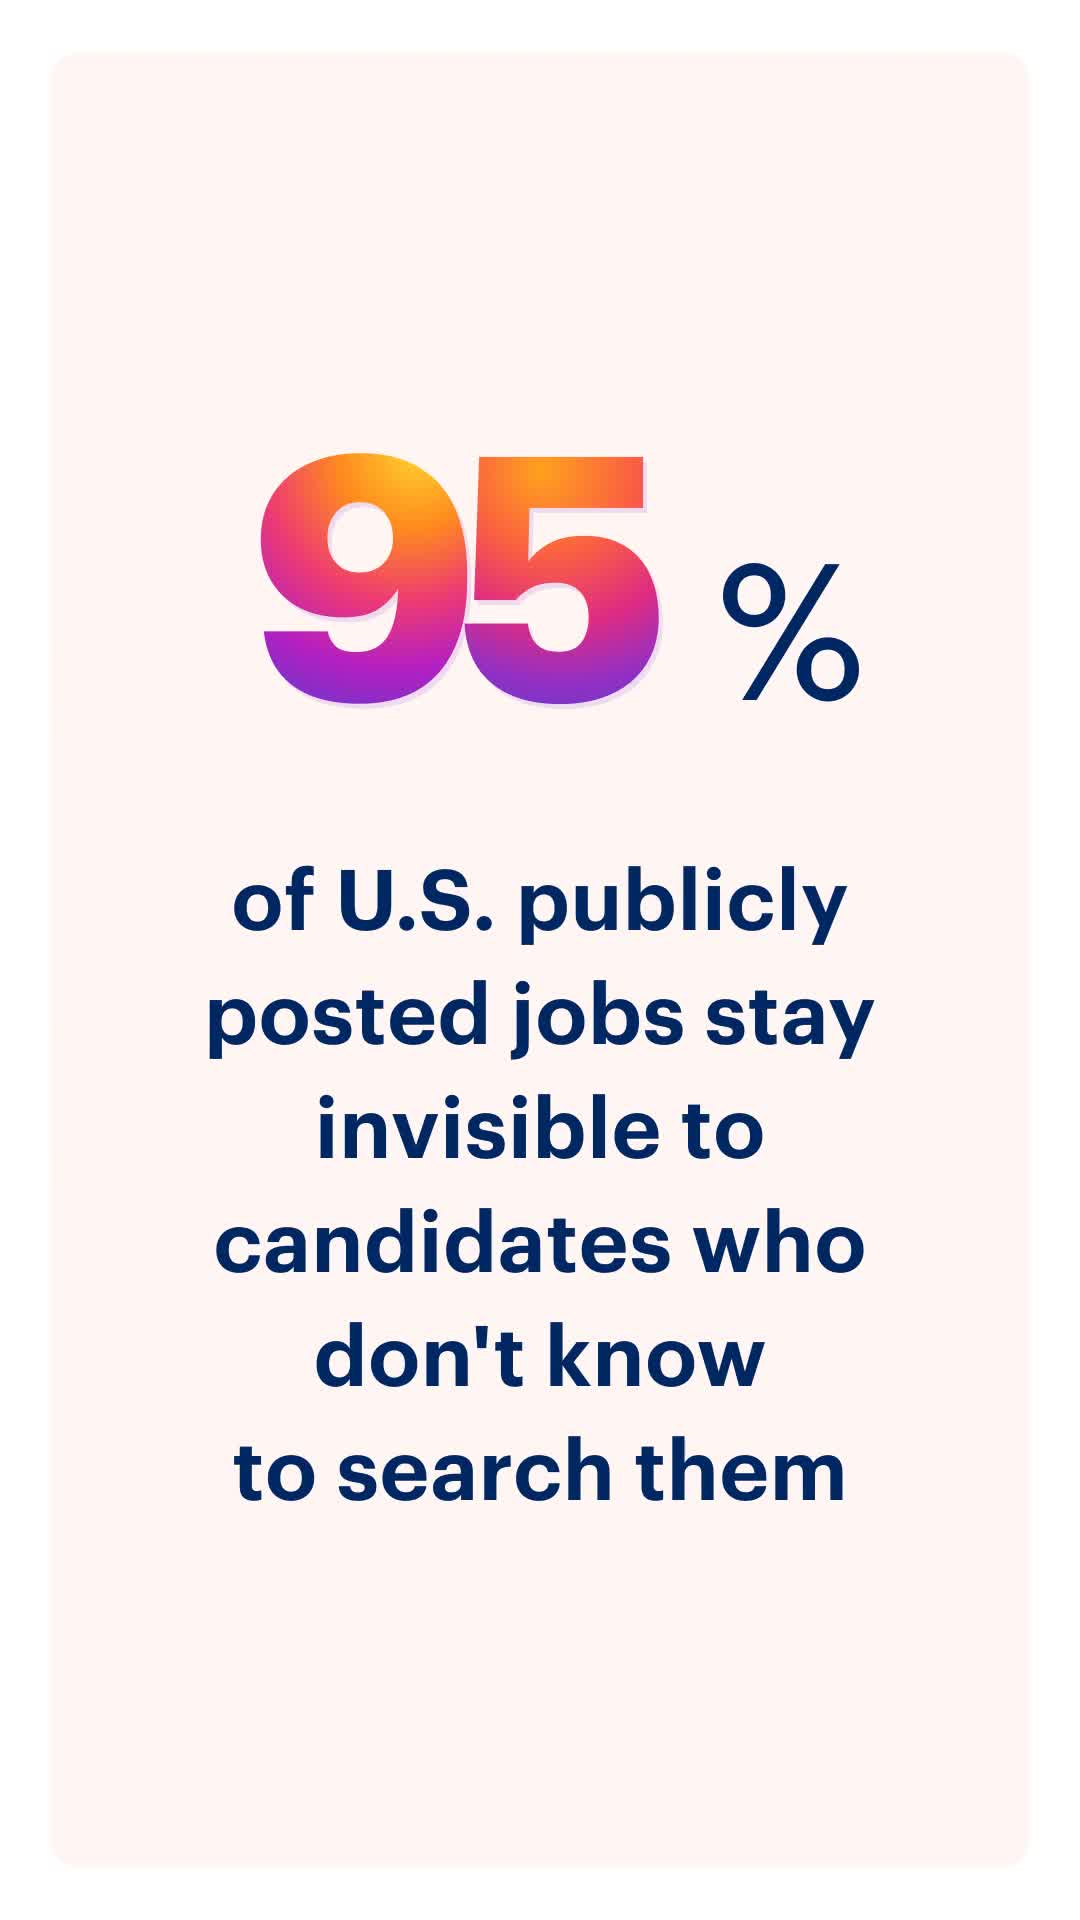 95 %
of U.S. publicly
posted jobs stay
invisible to
candidates who
don't know
to search them